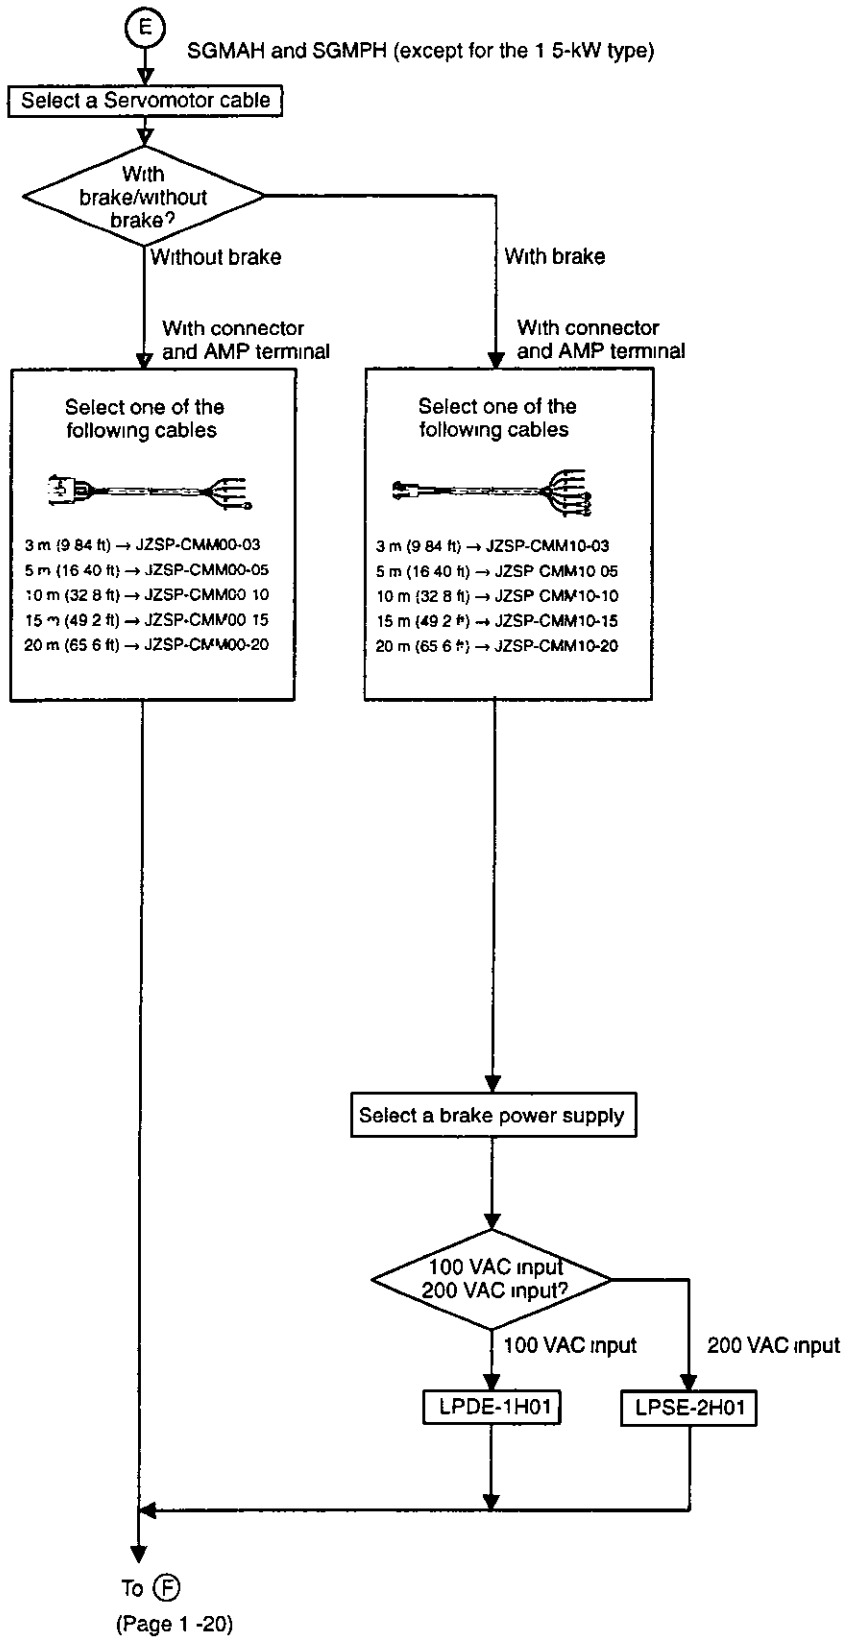 E
SGMAH and SGMPH (except for the 1 5-kW type)
Select a Servomotor cable
With
brake/without
brake?
Without brake
With brake
With connector
and AMP terminal
With connector
and AMP terminal
Select one of the
following cables
3 m (9 84 ft) → JZSP-CMM00-03
5 m (16 40 ft) → JZSP-CMM00-05
10 m (32 8 ft) → JZSP-CMM00 10
15 m (49 2 ft) → JZSP-CMM00 15
20 m (65 6 ft) → JZSP-CMM00-20
Select one of the
following cables
3 m (9 84 ft) → JZSP-CMM10-03
5 m (16 40 ft) → JZSP CMM10 05
10 m (32 8 ft) → JZSP CMM10-10
15 m (49 2 ft) → JZSP-CMM10-15
20 m (65 6 ft) → JZSP-CMM10-20
Select a brake power supply
100 VAC input
200 VAC input?
100 VAC input
200 VAC input
LPDE-1H01
LPSE-2H01
To F
(Page 1 -20)